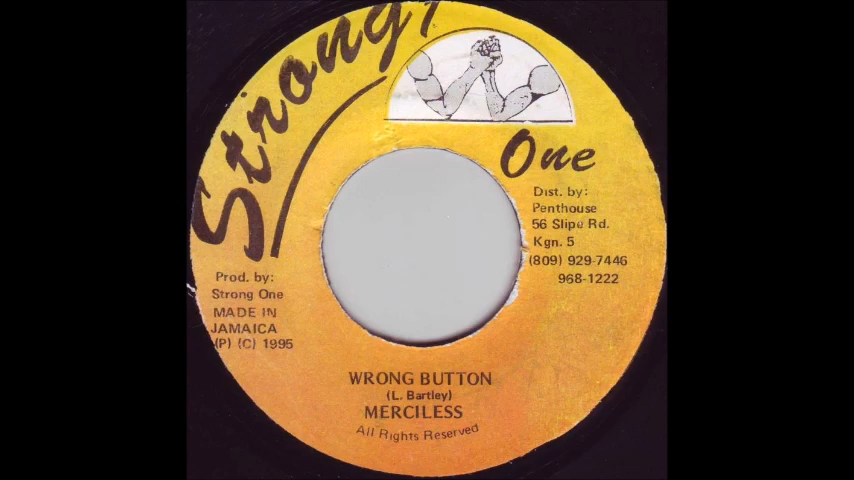 Strong
One
Dist. by:
Penthouse
56 Slipe Rd.
Kgn. 5
(809) 929-7446
968-1222
Prod. by:
Strong One
MADE IN
JAMAICA
(P) (C) 1995
WRONG BUTTON
(L. Bartley)
MERCILESS
All Rights Reserved